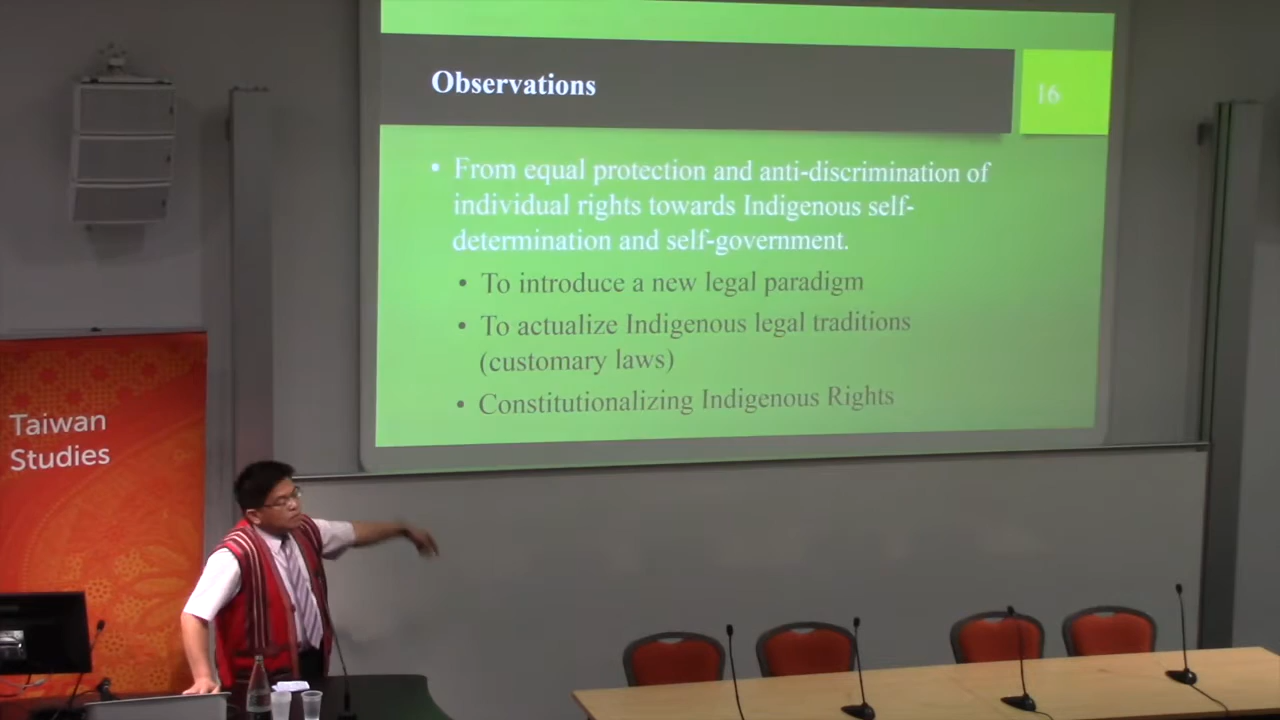 Observations
16
• From equal protection and anti-discrimination of
individual rights towards Indigenous self-
determination and self-government.
• To introduce a new legal paradigm
• To actualize Indigenous legal traditions
(customary laws)
• Constitutionalizing Indigenous Rights
Taiwan
Studies